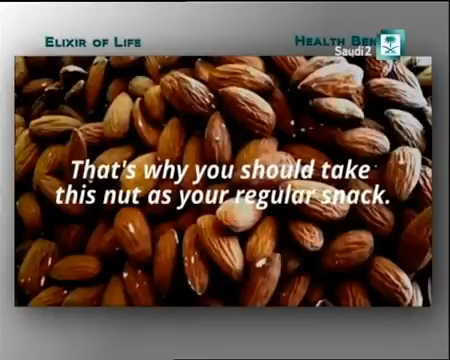 Elixir of Life
Health Ben
Saudi2
That's why you should take
this nut as your regular snack.